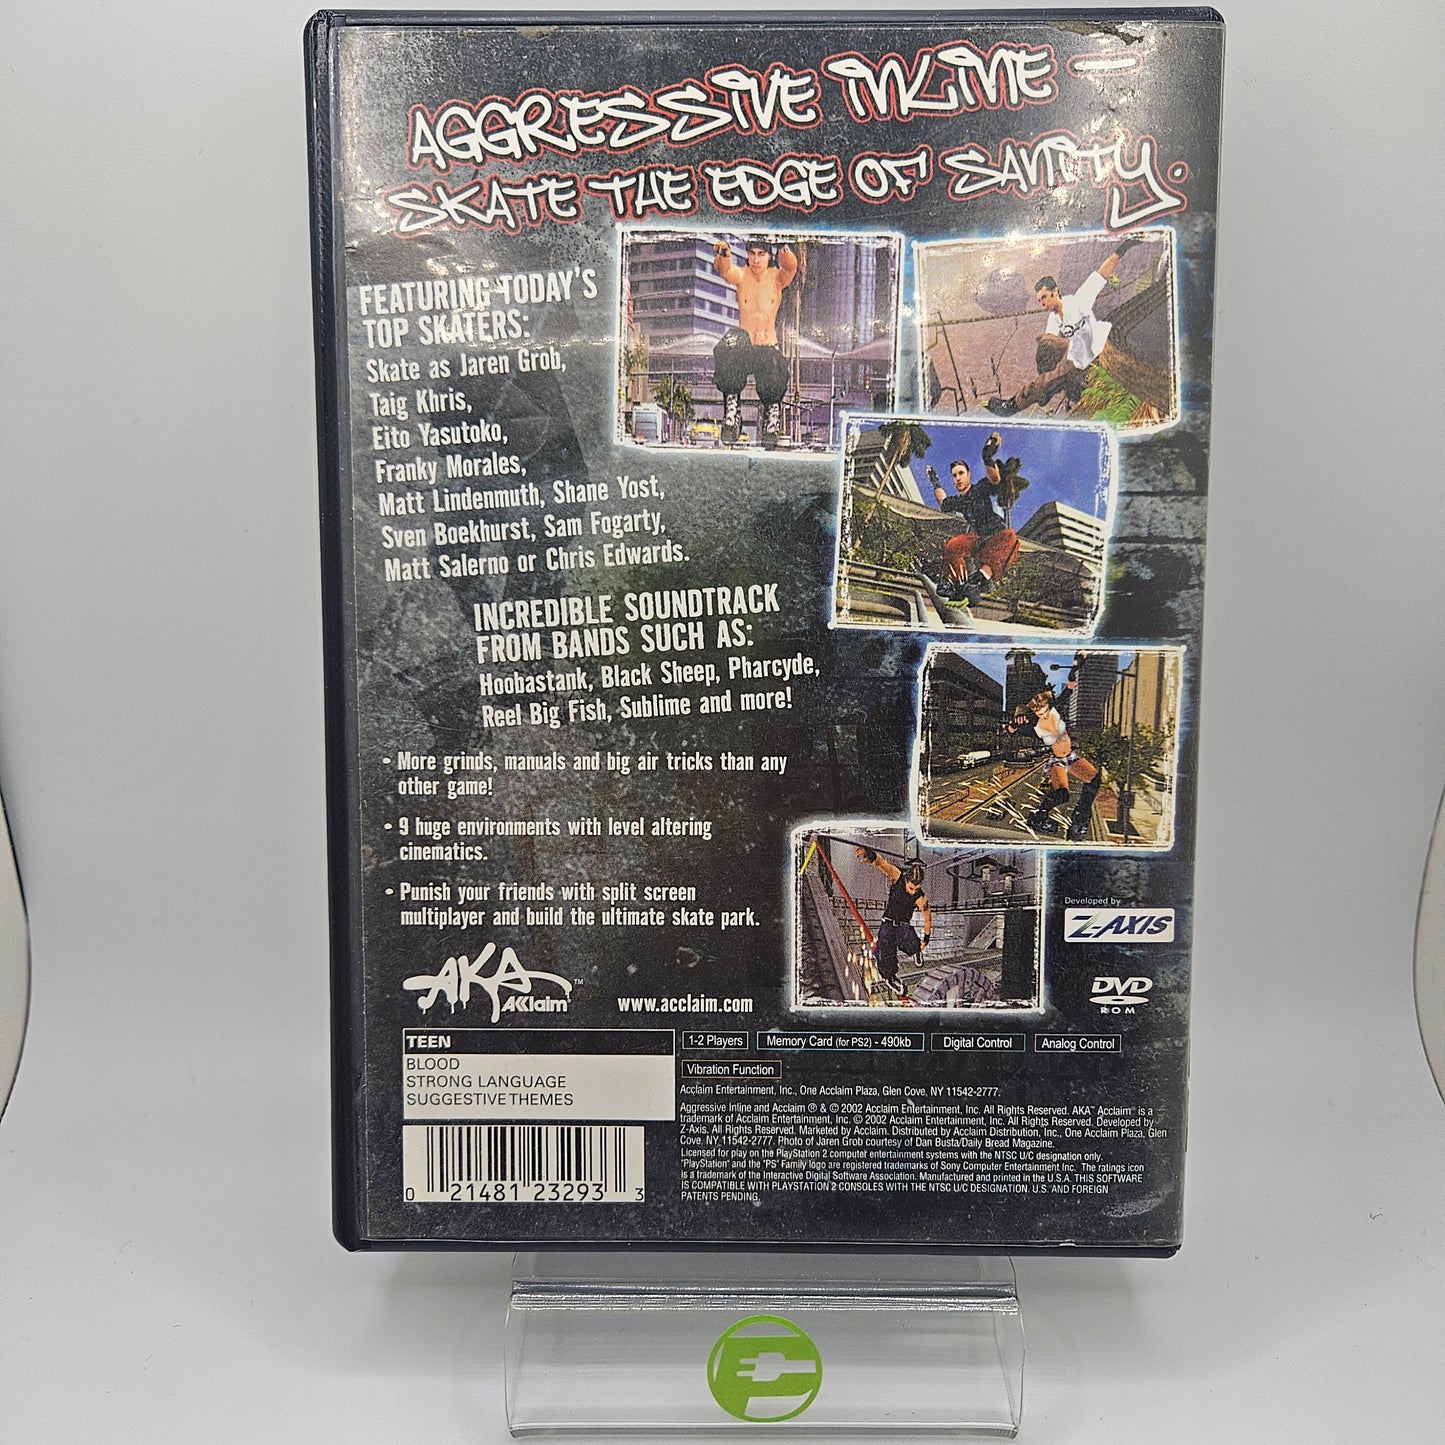 AGGRESSIVE INLINE –
SKATE THE EDGE OF SANITY.
FEATURING TODAY'S
TOP SKATERS:
Skate as Jaren Grob,
Taig Khris,
Eito Yasutoko,
Franky Morales,
Matt Lindenmuth, Shane Yost,
Sven Boekhurst, Sam Fogarty,
Matt Salerno or Chris Edwards.
INCREDIBLE SOUNDTRACK
FROM BANDS SUCH AS:
Hoobastank, Black Sheep, Pharcyde,
Reel Big Fish, Sublime and more!
• More grinds, manuals and big air tricks than any
other game!
• 9 huge environments with level altering
cinematics.
• Punish your friends with split screen
multiplayer and build the ultimate skate park.
Developed by
Z-AXIS
AKA™
Acclaim®
www.acclaim.com
DVD
ROM
TEEN
BLOOD
STRONG LANGUAGE
SUGGESTIVE THEMES
1-2 Players
Memory Card (for PS2) - 490kb
Digital Control
Analog Control
Vibration Function
Acclaim Entertainment, Inc., One Acclaim Plaza, Glen Cove, NY 11542-2777.
Aggressive Inline and Acclaim ® & © 2002 Acclaim Entertainment, Inc. All Rights Reserved. AKA™ Acclaim® is a
trademark of Acclaim Entertainment, Inc. © 2002 Acclaim Entertainment, Inc. All Rights Reserved. Developed by
Z-Axis. All Rights Reserved. Marketed by Acclaim. Distributed by Acclaim Distribution, Inc., One Acclaim Plaza, Glen
Cove, NY 11542-2777. Photo of Jaren Grob courtesy of Dan Busta/Daily Bread Magazine.
Licensed for play on the PlayStation 2 computer entertainment systems with the NTSC U/C designation only.
"PlayStation" and the "PS" Family logo are registered trademarks of Sony Computer Entertainment Inc. The ratings icon
is a trademark of the Interactive Digital Software Association. Manufactured and printed in the U.S.A. THIS SOFTWARE
IS COMPATIBLE WITH PLAYSTATION 2 CONSOLES WITH THE NTSC U/C DESIGNATION. U.S. AND FOREIGN
PATENTS PENDING.
0 21481 23293 3